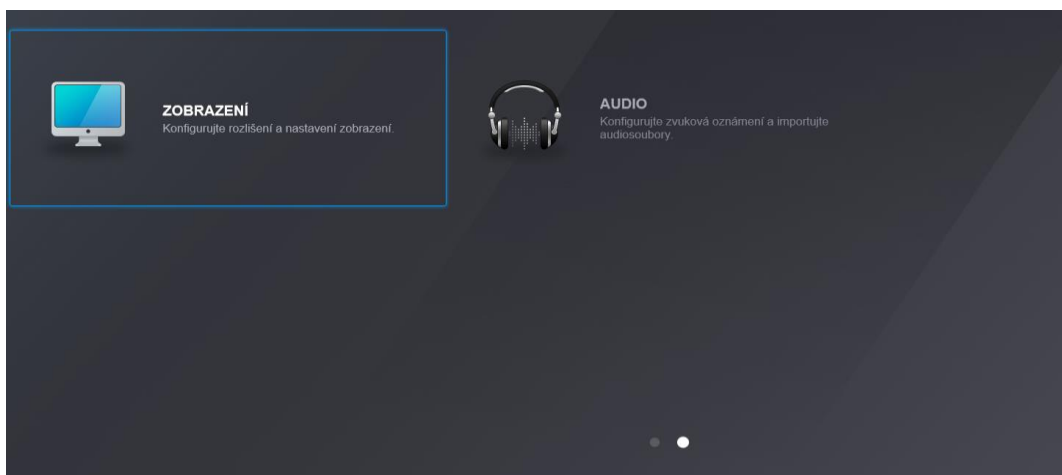 ZOBRAZENÍ
Konfigurujte rozlišení a nastavení zobrazení.
AUDIO
Konfigurujte zvuková oznámení a importujte
audiosoubory.